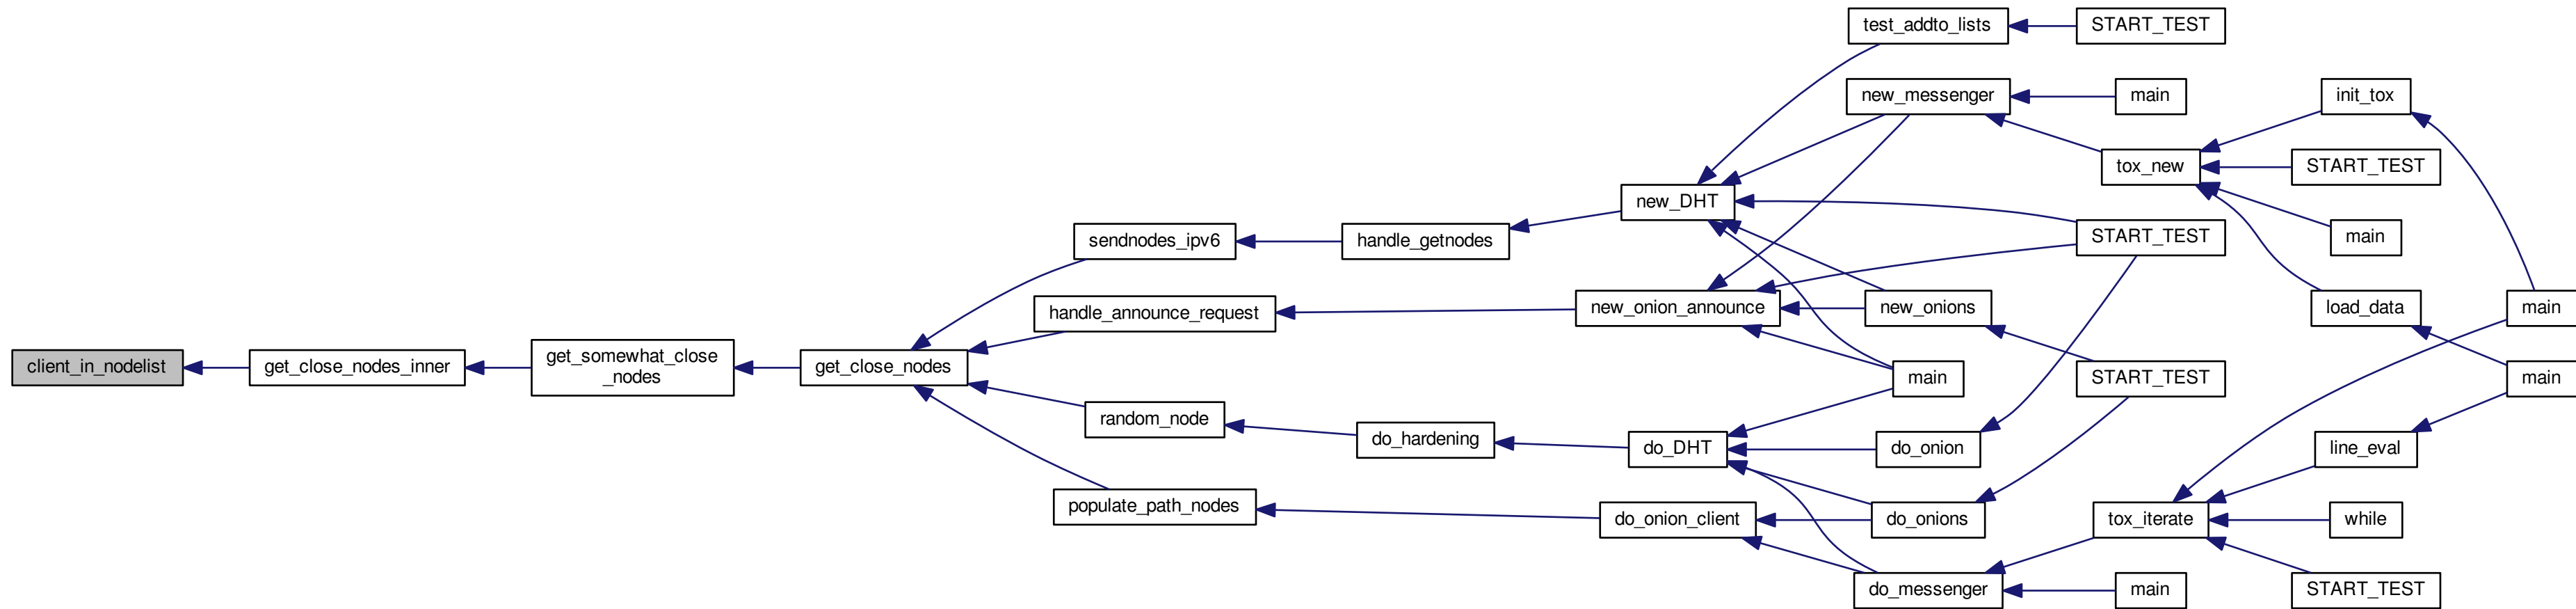 test_addto_lists
START_TEST
new_messenger
main
init_tox
tox_new
START_TEST
new_DHT
sendnodes_ipv6
handle_getnodes
START_TEST
main
handle_announce_request
new_onion_announce
new_onions
load_data
main
client_in_nodelist
get_close_nodes_inner
get_somewhat_close
_nodes
get_close_nodes
main
START_TEST
main
random_node
do_hardening
do_DHT
do_onion
line_eval
populate_path_nodes
do_onion_client
do_onions
tox_iterate
while
do_messenger
main
START_TEST